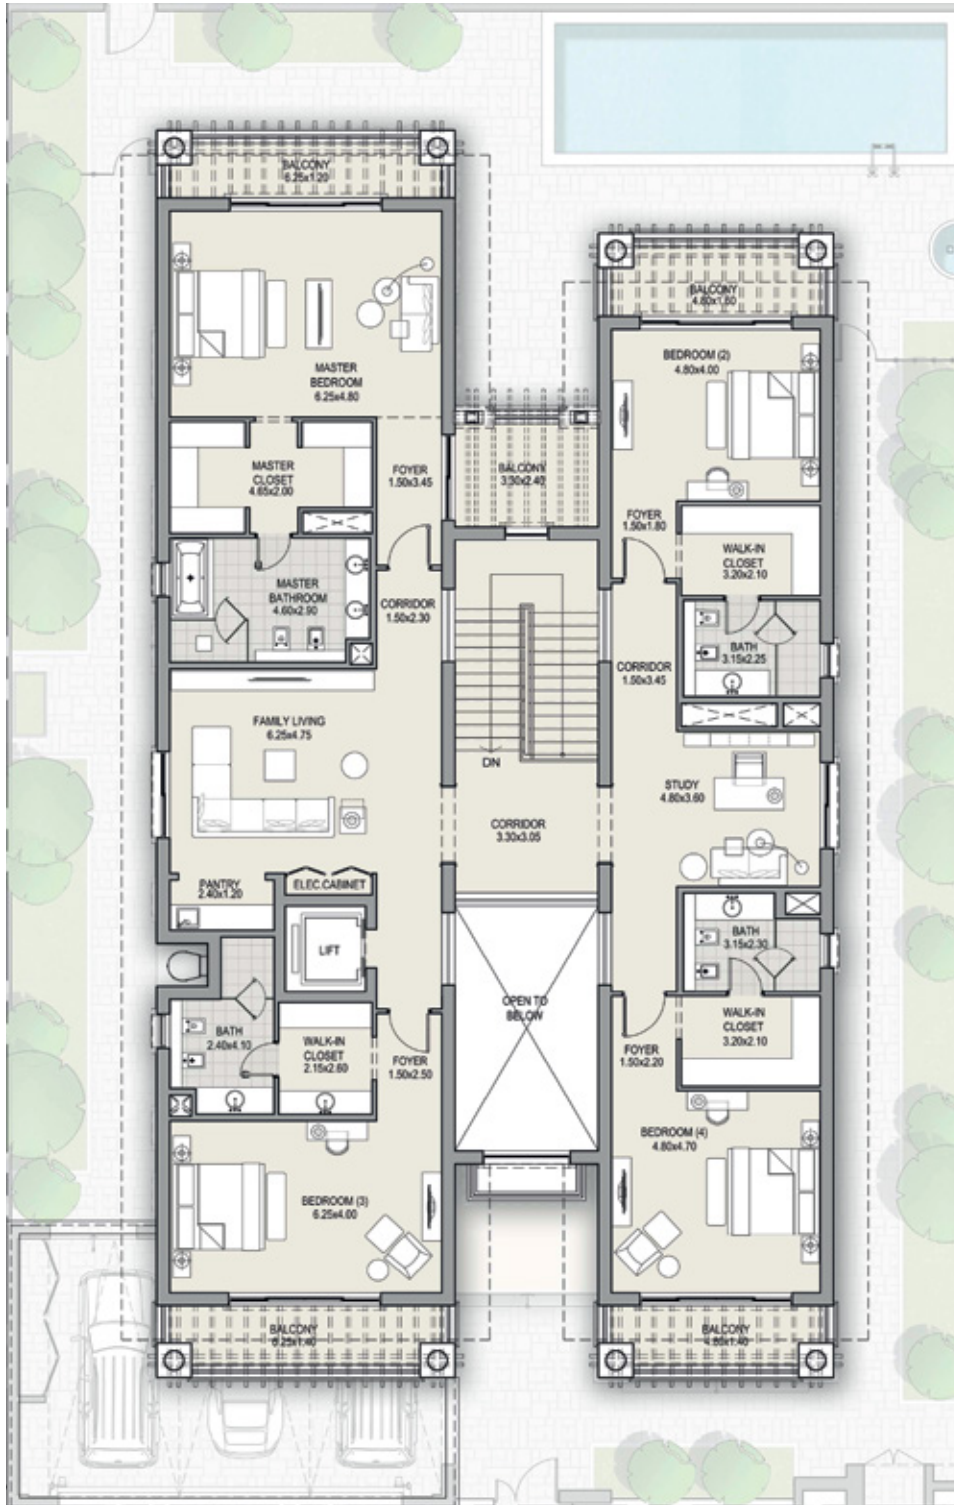 BALCONY
6.25x1.20
BALCONY
4.80x1.60
MASTER
BEDROOM
6.25x4.80
BEDROOM (2)
4.80x4.00
MASTER
CLOSET
4.65x2.00
FOYER
1.50x3.45
BALCONY
3.30x2.40
FOYER
1.50x1.80
WALK-IN
CLOSET
3.20x2.10
MASTER
BATHROOM
4.60x2.90
CORRIDOR
1.50x2.30
BATH
3.15x2.25
CORRIDOR
1.50x3.45
FAMILY LIVING
6.25x4.75
DN
STUDY
4.80x3.60
CORRIDOR
3.30x3.05
PANTRY
2.40x1.20
ELEC.CABINET
LIFT
BATH
3.15x2.30
OPEN TO
BELOW
BATH
2.40x4.10
WALK-IN
CLOSET
2.15x2.60
FOYER
1.50x2.50
FOYER
1.50x2.20
WALK-IN
CLOSET
3.20x2.10
BEDROOM (3)
6.25x4.00
BEDROOM (4)
4.80x4.70
BALCONY
6.25x1.40
BALCONY
4.80x1.40